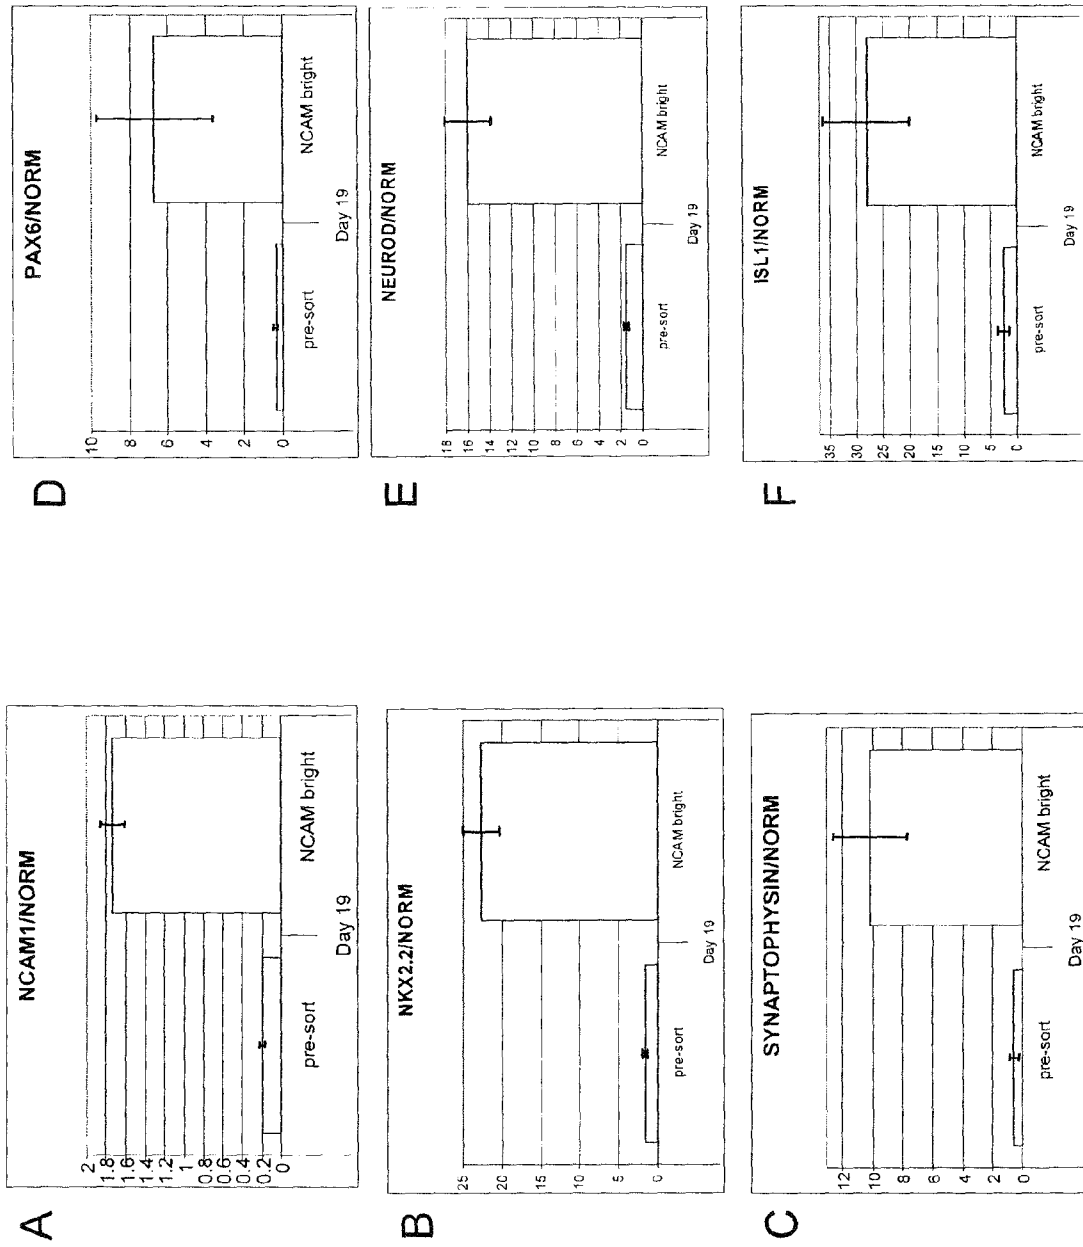 A
NCAM1/NORM
2
1.8
1.6
1.4
1.2
1
0.8
0.6
0.4
0.2
0
pre-sort
NCAM bright
Day 19
B
NKX2.2/NORM
25
20
15
10
5
0
pre-sort
NCAM bright
Day 19
C
SYNAPTOPHYSIN/NORM
12
10
8
6
4
2
0
pre-sort
NCAM bright
Day 19
D
PAX6/NORM
10
8
6
4
2
0
pre-sort
NCAM bright
Day 19
E
NEUROD/NORM
18
16
14
12
10
8
6
4
2
0
pre-sort
NCAM bright
Day 19
F
ISL1/NORM
35
30
25
20
15
10
5
0
pre-sort
NCAM bright
Day 19